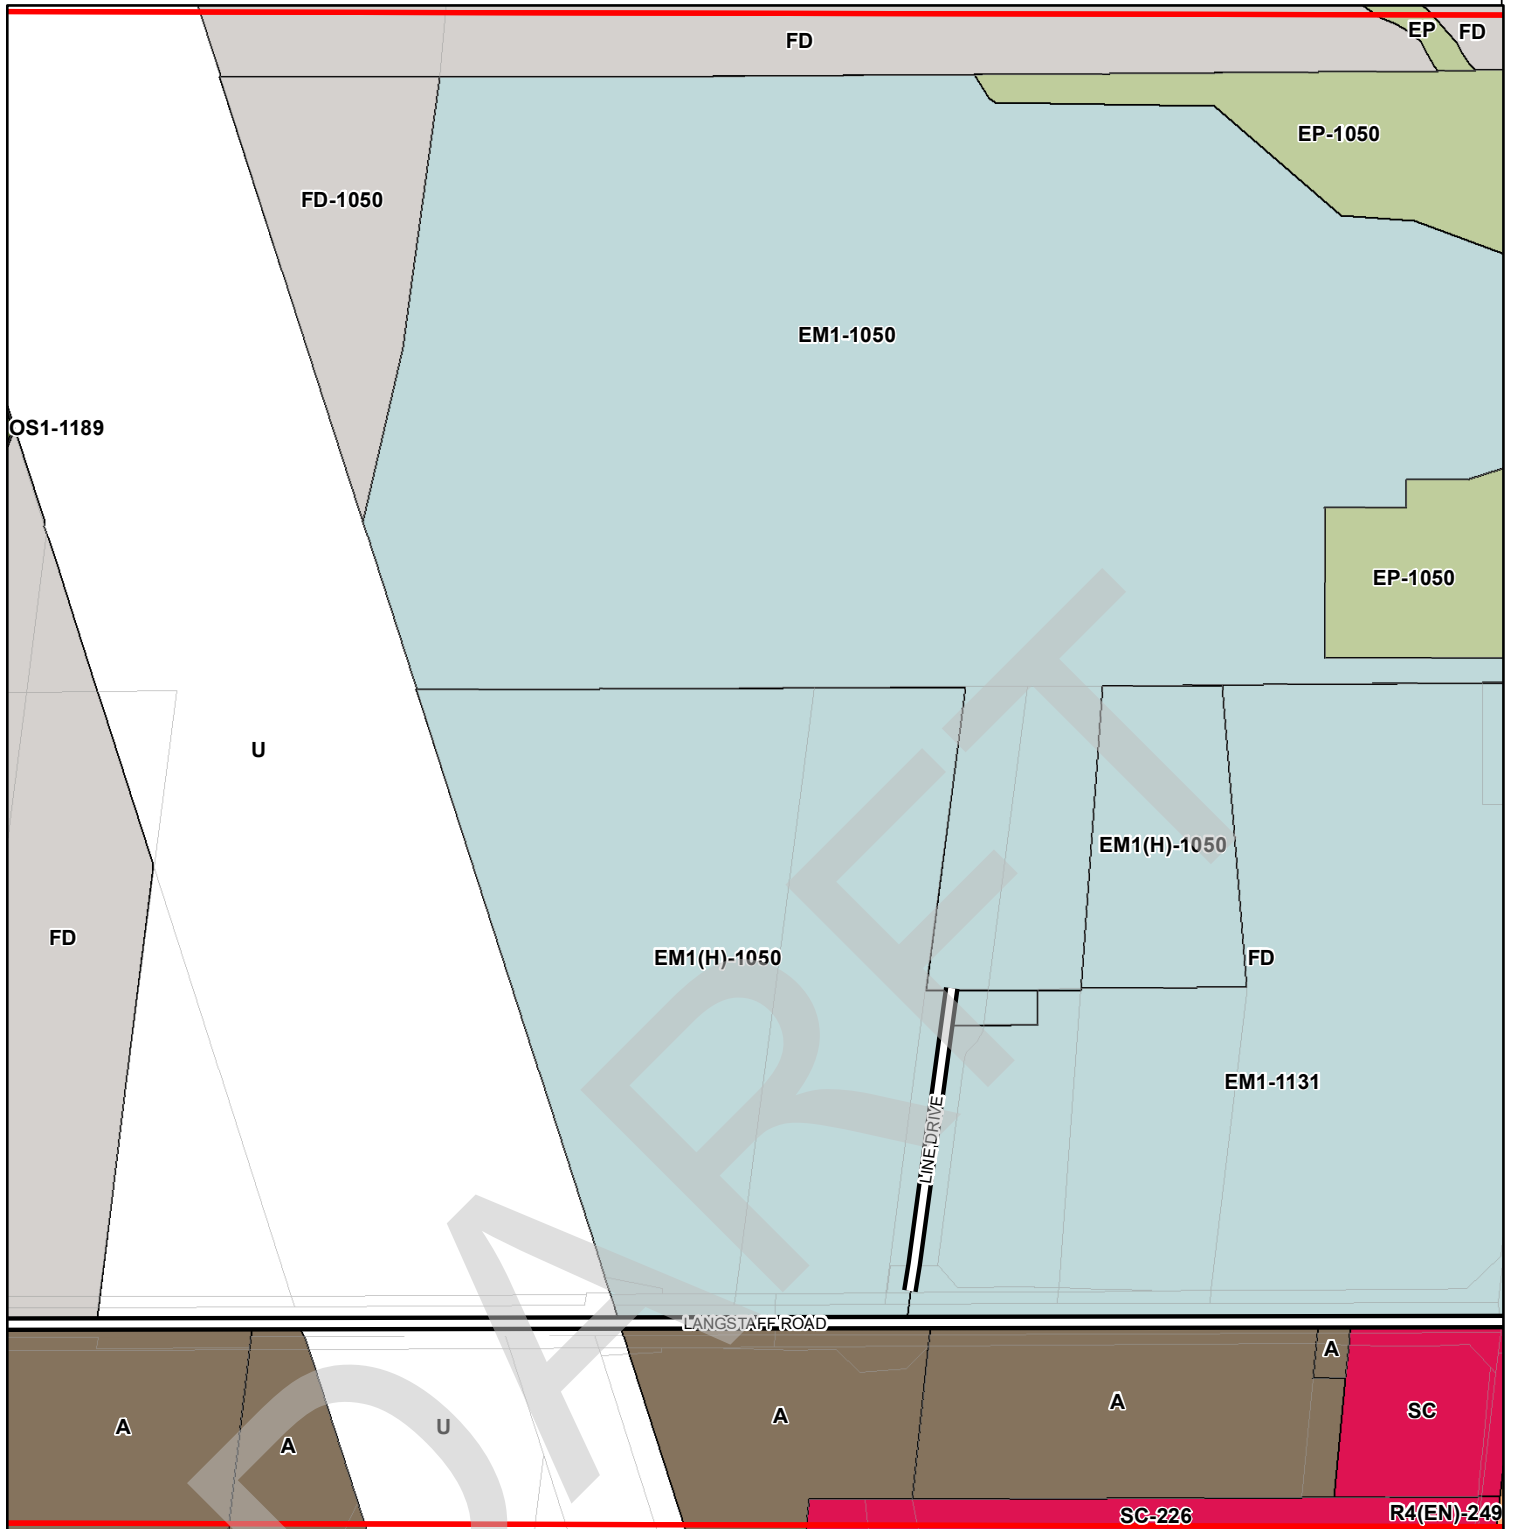 EP
FD
FD
EP-1050
FD-1050
EM1-1050
OS1-1189
EP-1050
U
EM1(H)-1050
FD
EM1(H)-1050
FD
EM1-1131
LINE DRIVE
LANGSTAFF ROAD
A
A
U
A
A
A
SC
SC-226
R4(EN)-249
DRAFT